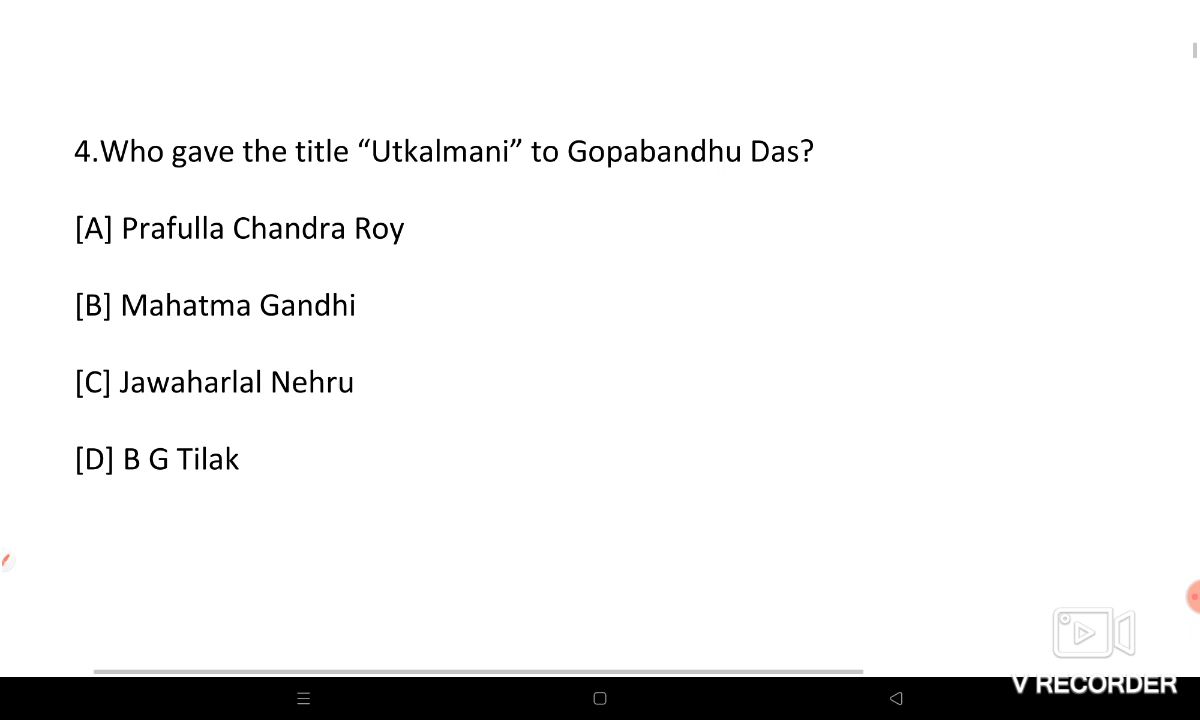 4.Who gave the title “Utkalmani” to Gopabandhu Das?
[A] Prafulla Chandra Roy
[B] Mahatma Gandhi
[C] Jawaharlal Nehru
[D] B G Tilak
V RECORDER